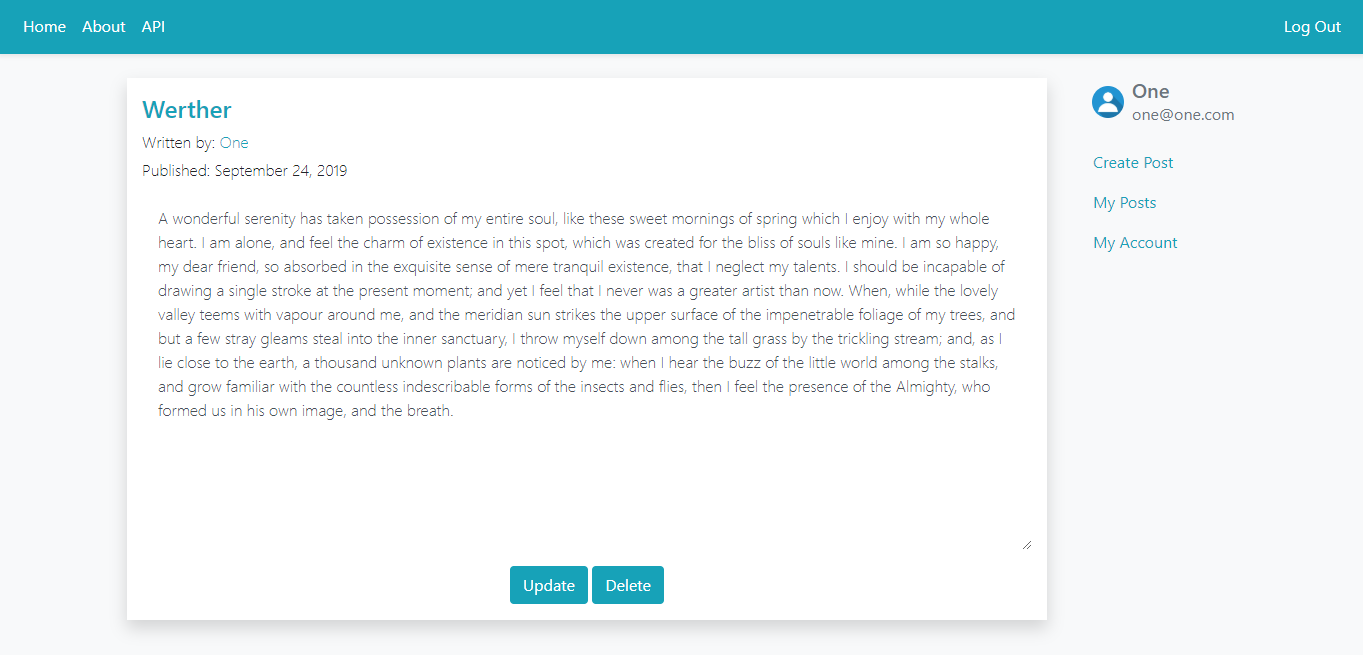 Home About API Log Out
Werther
Written by: One
Published: September 24, 2019
A wonderful serenity has taken possession of my entire soul, like these sweet mornings of spring which I enjoy with my whole
heart. I am alone, and feel the charm of existence in this spot, which was created for the bliss of souls like mine. I am so happy,
my dear friend, so absorbed in the exquisite sense of mere tranquil existence, that I neglect my talents. I should be incapable of
drawing a single stroke at the present moment; and yet I feel that I never was a greater artist than now. When, while the lovely
valley teems with vapour around me, and the meridian sun strikes the upper surface of the impenetrable foliage of my trees, and
but a few stray gleams steal into the inner sanctuary, I throw myself down among the tall grass by the trickling stream; and, as I
lie close to the earth, a thousand unknown plants are noticed by me: when I hear the buzz of the little world among the stalks,
and grow familiar with the countless indescribable forms of the insects and flies, then I feel the presence of the Almighty, who
formed us in his own image, and the breath.
Update Delete
One
one@one.com
Create Post
My Posts
My Account